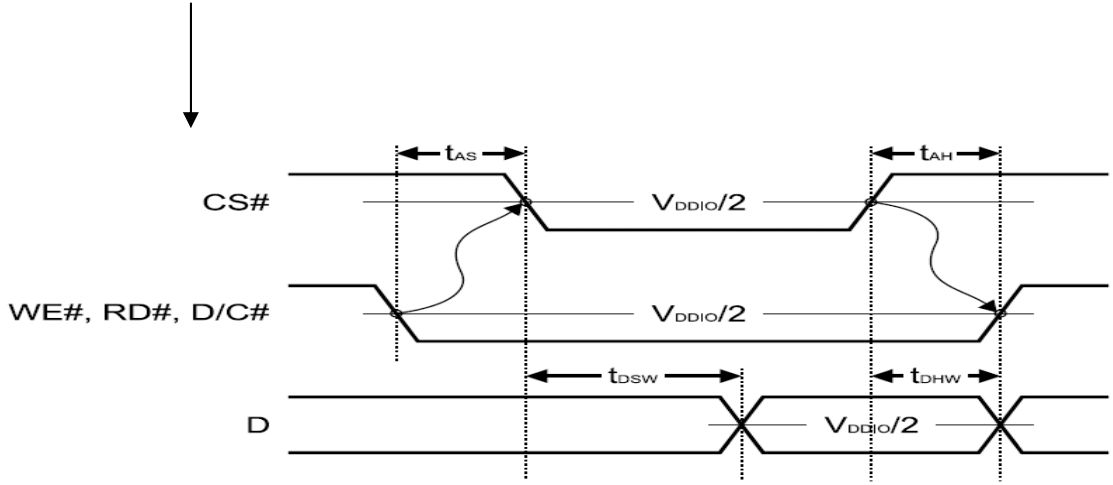 tAS tAH
CS# VDDIO/2
WE#, RD#, D/C# VDDIO/2
tDSW tDHW
D VDDIO/2